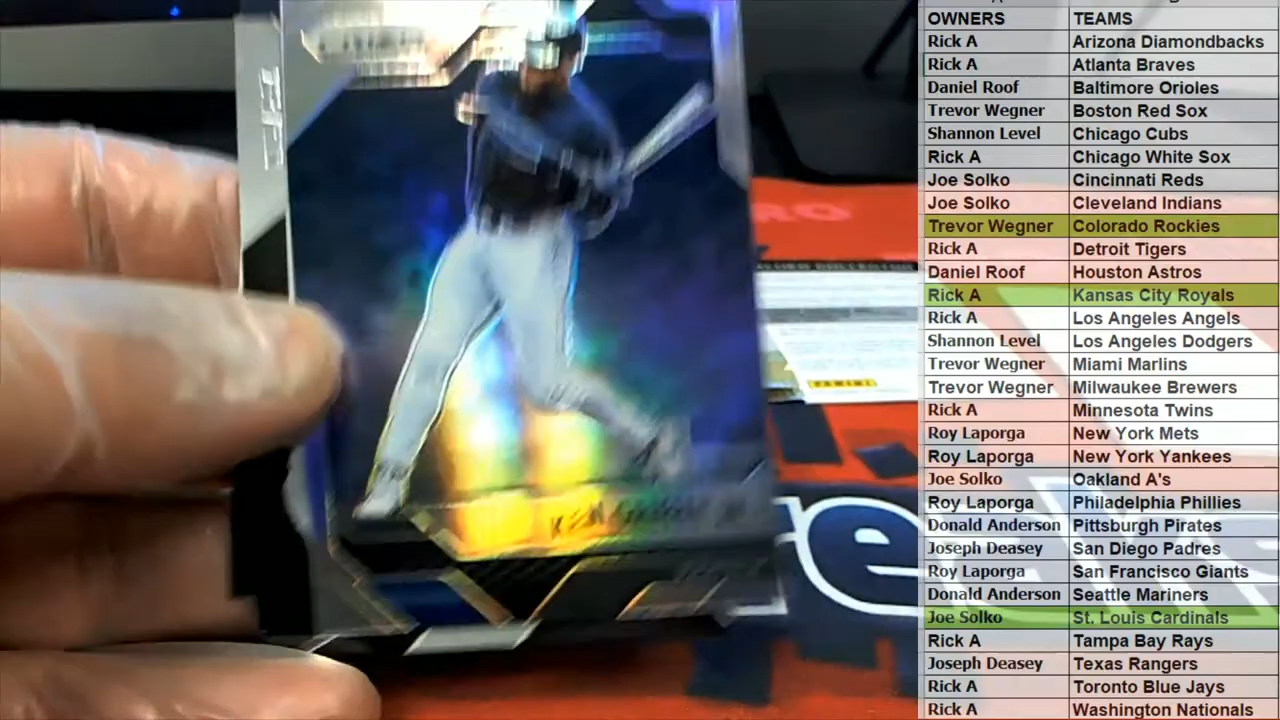 OWNERS TEAMS
Rick A Arizona Diamondbacks
Rick A Atlanta Braves
Daniel Roof Baltimore Orioles
Trevor Wegner Boston Red Sox
Shannon Level Chicago Cubs
Rick A Chicago White Sox
Joe Solko Cincinnati Reds
Joe Solko Cleveland Indians
Trevor Wegner Colorado Rockies
Rick A Detroit Tigers
Daniel Roof Houston Astros
Rick A Kansas City Royals
Rick A Los Angeles Angels
Shannon Level Los Angeles Dodgers
Trevor Wegner Miami Marlins
Trevor Wegner Milwaukee Brewers
Rick A Minnesota Twins
Roy Laporga New York Mets
Roy Laporga New York Yankees
Joe Solko Oakland A's
Roy Laporga Philadelphia Phillies
Donald Anderson Pittsburgh Pirates
Joseph Deasey San Diego Padres
Roy Laporga San Francisco Giants
Donald Anderson Seattle Mariners
Joe Solko St. Louis Cardinals
Rick A Tampa Bay Rays
Joseph Deasey Texas Rangers
Rick A Toronto Blue Jays
Rick A Washington Nationals
PANINI